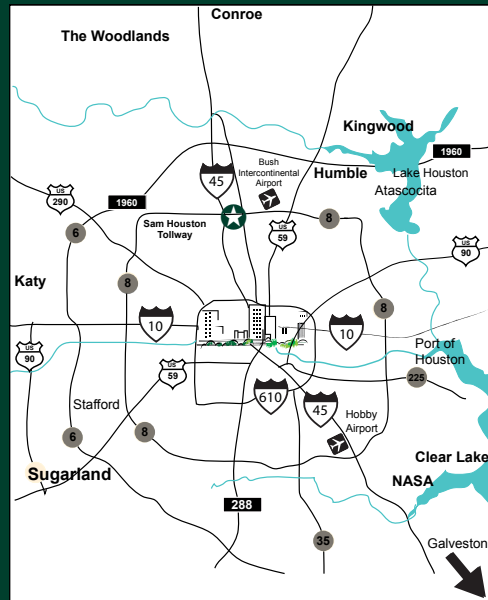 Conroe
The Woodlands
Kingwood
1960
Bush
Intercontinental
Airport
45
Humble
Lake Houston
Atascocita
US
290
1960
6
Sam Houston
Tollway
8
US
59
US
90
Katy
8
8
10
10
Port of
Houston
US
90
US
59
225
610
45
Stafford
Hobby
Airport
6
8
Clear Lake
Sugarland
NASA
288
35
Galveston